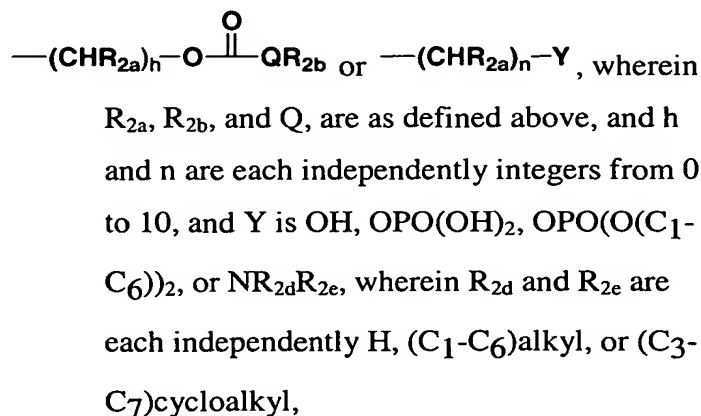 O
—(CHR2a)h–O–||–QR2b or —(CHR2a)n–Y, wherein
R2a, R2b, and Q, are as defined above, and h
and n are each independently integers from 0
to 10, and Y is OH, OPO(OH)2, OPO(O(C1-
C6))2, or NR2dR2e, wherein R2d and R2e are
each independently H, (C1-C6)alkyl, or (C3-
C7)cycloalkyl,